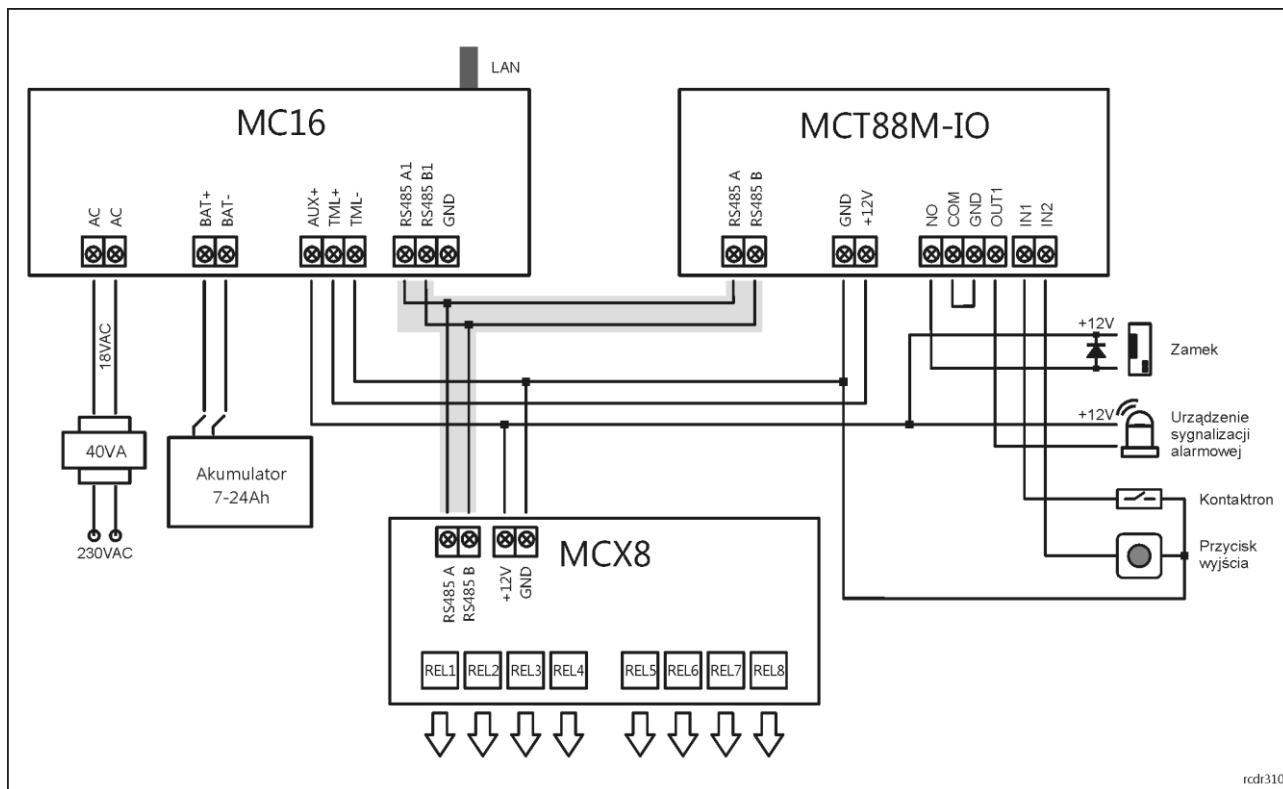 LAN
MC16
MCT88M-IO
AC
AC
BAT+
BAT-
AUX+
TML+
TML-
RS485 A1
RS485 B1
GND
RS485 A
RS485 B
GND
+12V
NO
COM
GND
OUT1
IN1
IN2
18VAC
40VA
230VAC
Akumulator
7-24Ah
+12V
Zamek
+12V
Urządzenie
sygnalizacji
alarmowej
Kontaktron
Przycisk
wyjścia
MCX8
RS485 A
RS485 B
+12V
GND
REL1
REL2
REL3
REL4
REL5
REL6
REL7
REL8
rcdr310